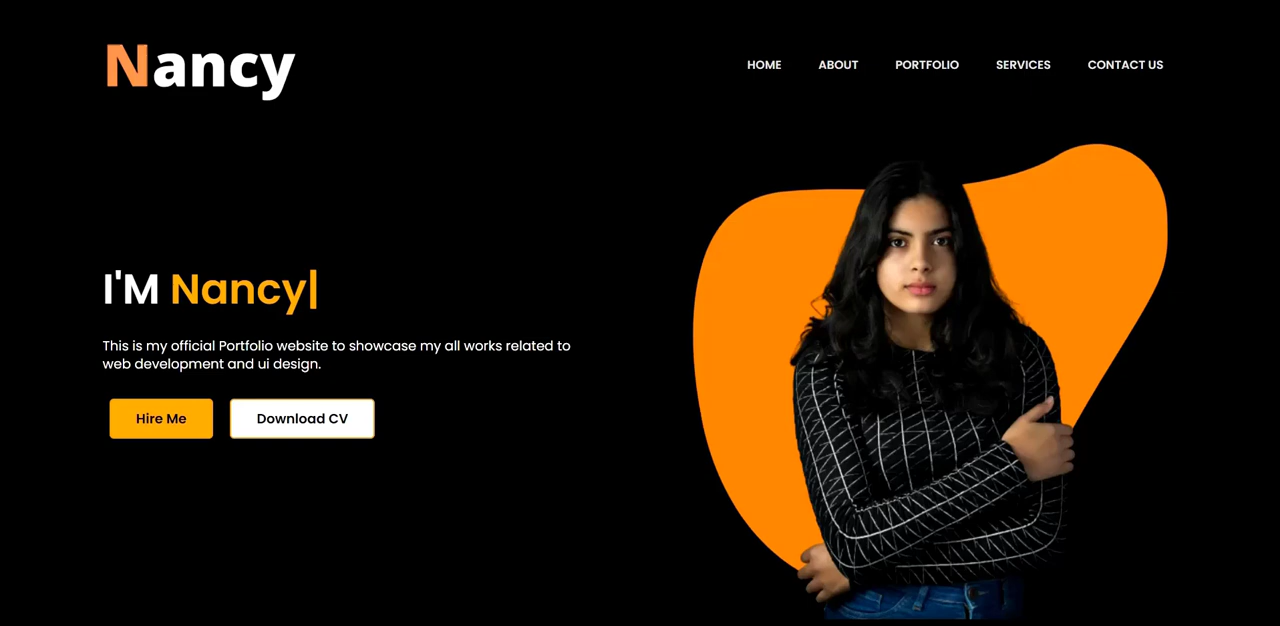 Nancy
HOME ABOUT PORTFOLIO SERVICES CONTACT US
I'M Nancy|
This is my official Portfolio website to showcase my all works related to
web development and ui design.
Hire Me Download CV